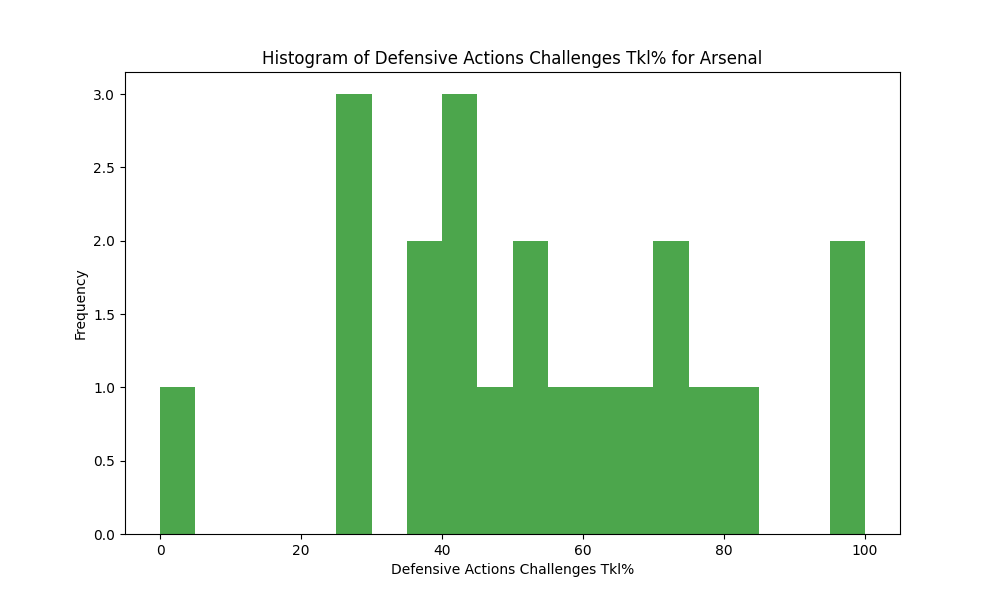 Histogram of Defensive Actions Challenges Tkl% for Arsenal
3.0
2.5
2.0
1.5
1.0
0.5
0.0
Frequency
0 20 40 60 80 100
Defensive Actions Challenges Tkl%